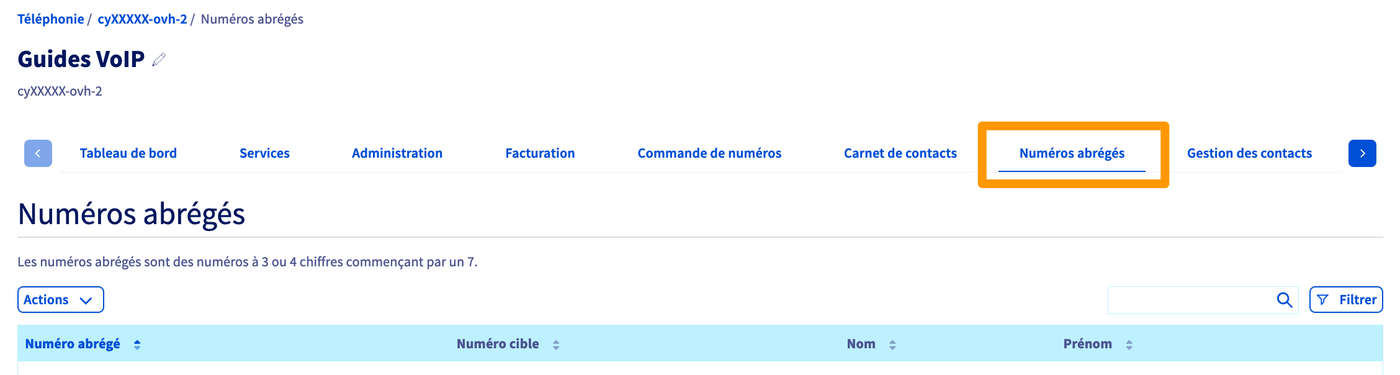 Téléphonie / cyXXXXX-ovh-2 / Numéros abrégés
Guides VoIP
cyXXXXX-ovh-2
Tableau de bord Services Administration Facturation Commande de numéros Carnet de contacts Numéros abrégés Gestion des contacts
Numéros abrégés
Les numéros abrégés sont des numéros à 3 ou 4 chiffres commençant par un 7.
Actions Filtrer
Numéro abrégé Numéro cible Nom Prénom